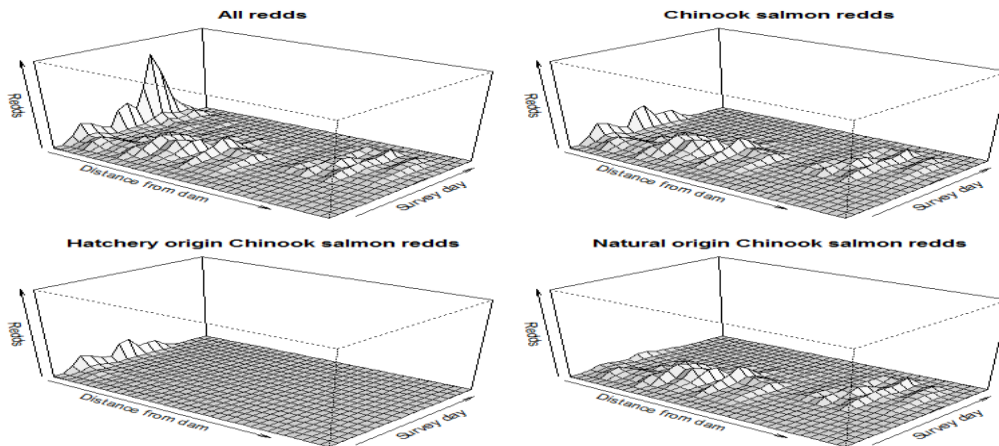 All redds
Redds
Distance from dam
Survey day
Chinook salmon redds
Redds
Distance from dam
Survey day
Hatchery origin Chinook salmon redds
Redds
Distance from dam
Survey day
Natural origin Chinook salmon redds
Redds
Distance from dam
Survey day